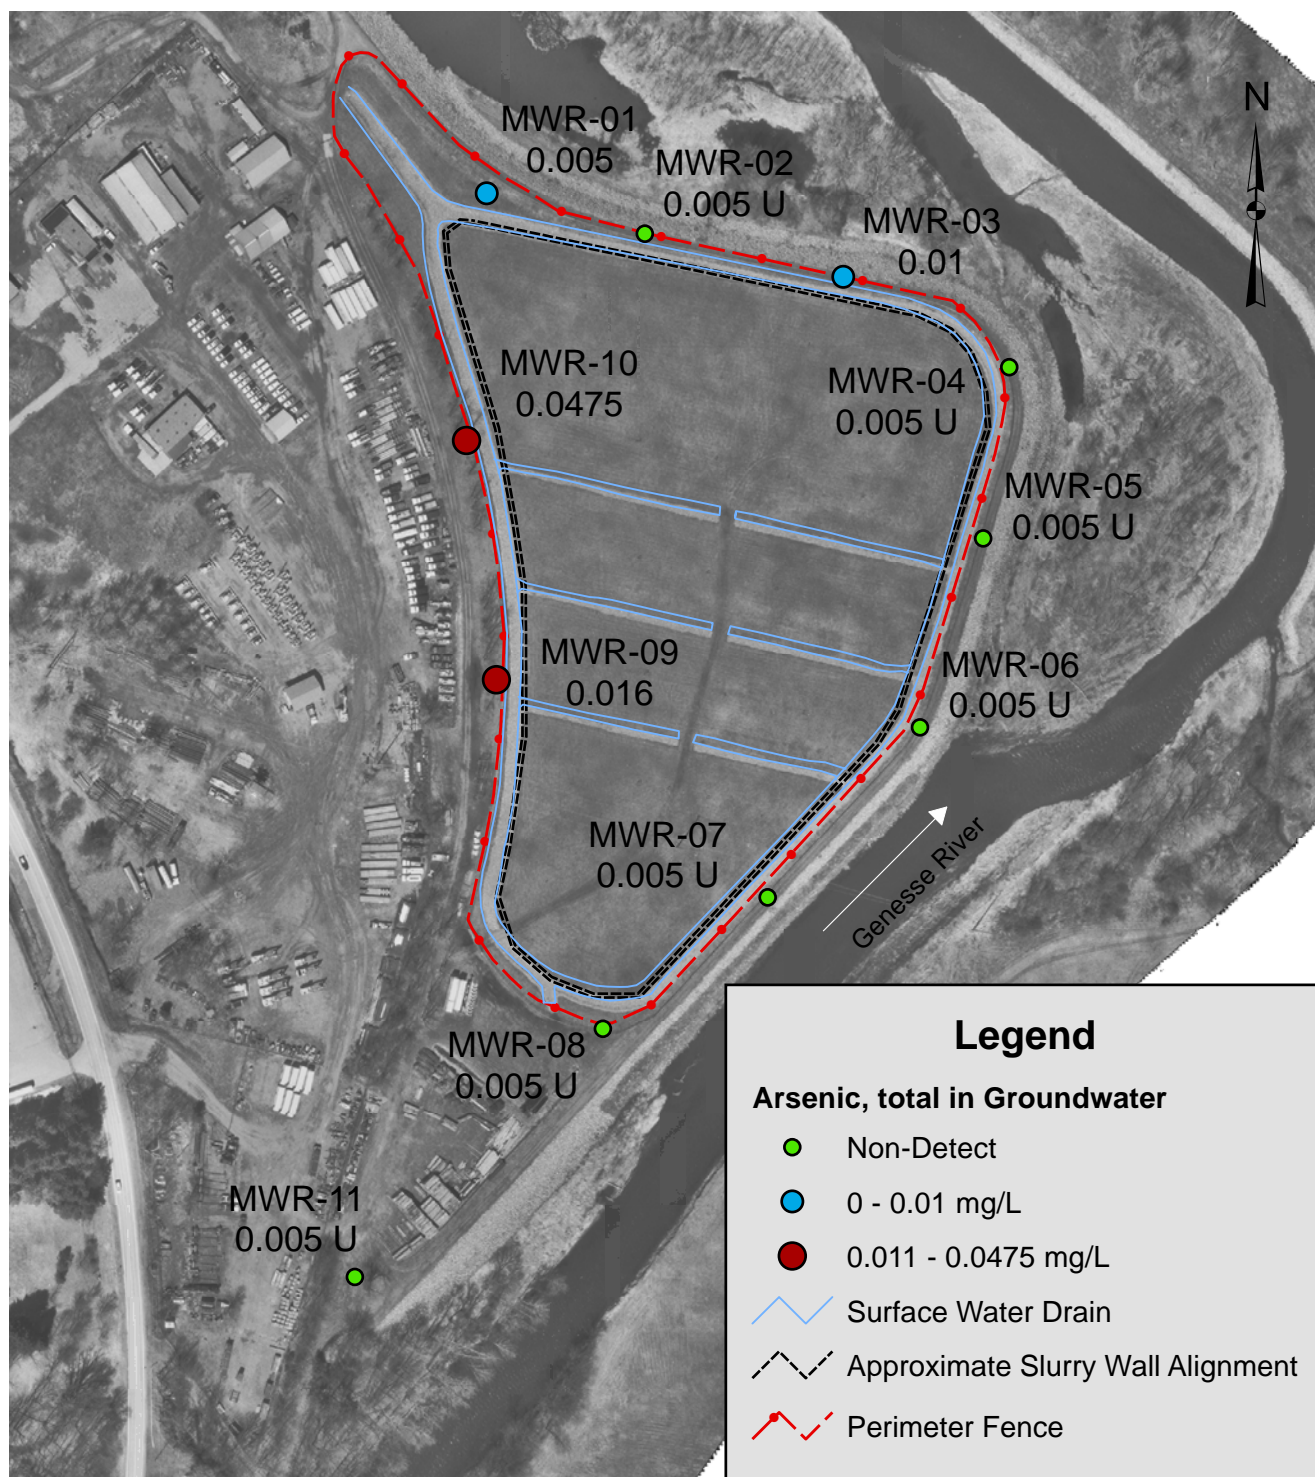 N
MWR-01
0.005
MWR-02
0.005 U
MWR-03
0.01
MWR-10
0.0475
MWR-04
0.005 U
MWR-05
0.005 U
MWR-09
0.016
MWR-06
0.005 U
MWR-07
0.005 U
Genesse River
MWR-08
0.005 U
MWR-11
0.005 U
Legend
Arsenic, total in Groundwater
Non-Detect
0 - 0.01 mg/L
0.011 - 0.0475 mg/L
Surface Water Drain
Approximate Slurry Wall Alignment
Perimeter Fence